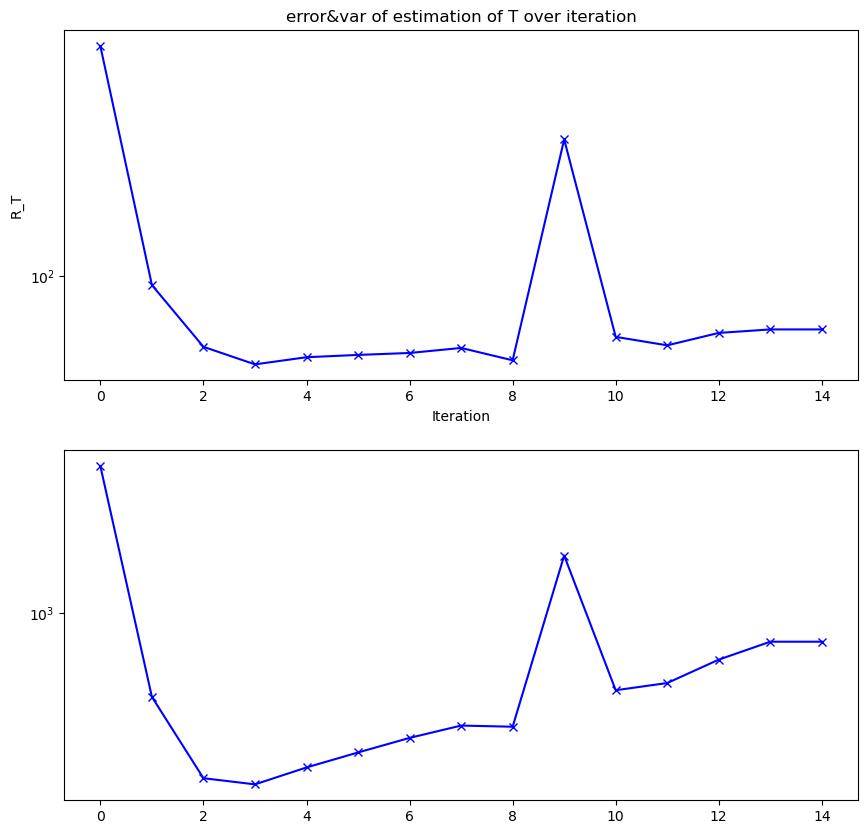 error&var of estimation of T over iteration
R_T
10²
0 2 4 6 8 10 12 14
Iteration
10³
0 2 4 6 8 10 12 14